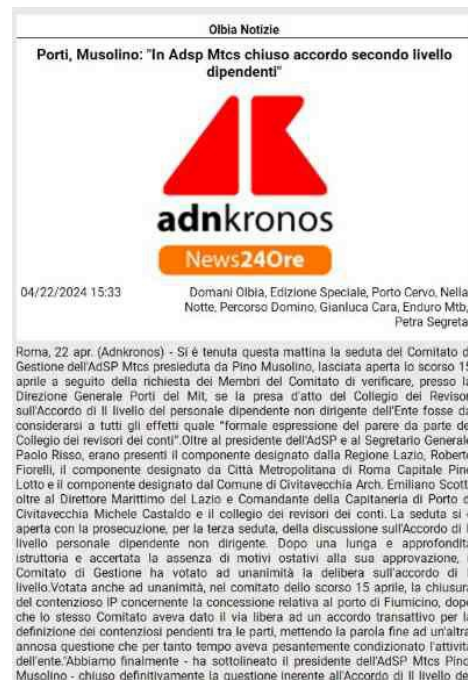 Olbia Notizie
Porti, Musolino: "In Adsp Mtcs chiuso accordo secondo livello
dipendenti"
adnkronos
News24Ore
04/22/2024 15:33
Domani Olbia, Edizione Speciale, Porto Cervo, Nella
Notte, Percorso Domino, Gianluca Cara, Enduro Mtb,
Petra Segreta
Roma, 22 apr. (Adnkronos) - Si è tenuta questa mattina la seduta del Comitato d
Gestione dell'AdSP Mtcs presieduta da Pino Musolino, lasciata aperta lo scorso 15
aprile a seguito della richiesta dei Membri del Comitato di verificare, presso la
Direzione Generale Porti del Mit, se la presa d'atto del Collegio dei Revisor
sull'Accordo di II livello del personale dipendente non dirigente dell'Ente fosse da
considerarsi a tutti gli effetti quale "formale espressione del parere da parte de
Collegio dei revisori dei conti".Oltre al presidente dell'AdSP e al Segretario Generale
Paolo Risso, erano presenti il componente designato dalla Regione Lazio, Roberto
Fiorelli, il componente designato da Città Metropolitana di Roma Capitale Pino
Lotto e il componente designato dal Comune di Civitavecchia Arch. Emiliano Scotti
oltre al Direttore Marittimo del Lazio e Comandante della Capitaneria di Porto d
Civitavecchia Michele Castaldo e il collegio dei revisori dei conti. La seduta si è
aperta con la prosecuzione, per la terza seduta, della discussione sull'Accordo di I
livello personale dipendente non dirigente. Dopo una lunga e approfondita
istruttoria e accertata la assenza di motivi ostativi alla sua approvazione, i
Comitato di Gestione ha votato ad unanimità la delibera sull'accordo di I
livello.Votata anche ad unanimità, nel comitato dello scorso 15 aprile, la chiusura
del contenzioso IP concernente la concessione relativa al porto di Fiumicino, dopo
che lo stesso Comitato aveva dato il via libera ad un accordo transattivo per la
definizione dei contenziosi pendenti tra le parti, mettendo la parola fine ad un'altra
annosa questione che per tanto tempo aveva pesantemente condizionato l'attività
dell'ente."Abbiamo finalmente - ha sottolineato il presidente dell'AdSP Mtcs Pino
Musolino - chiuso definitivamente la questione inerente all'Accordo di II livello de